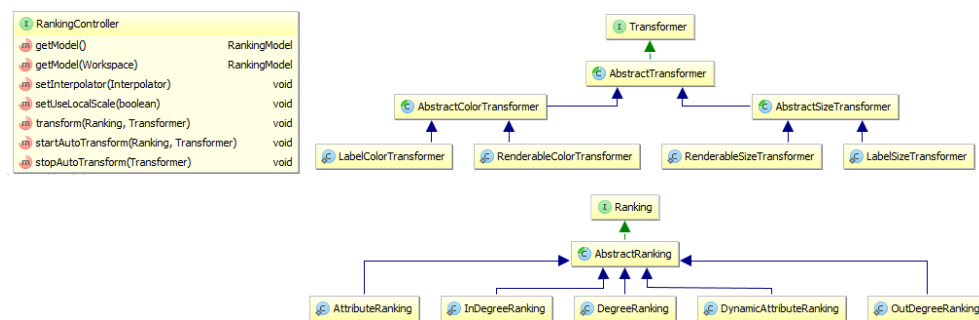 RankingController
getModel() RankingModel
getModel(Workspace) RankingModel
setInterpolator(Interpolator) void
setUseLocalScale(boolean) void
transform(Ranking, Transformer) void
startAutoTransform(Ranking, Transformer) void
stopAutoTransform(Transformer) void
Transformer
AbstractTransformer
AbstractColorTransformer AbstractSizeTransformer
LabelColorTransformer RenderableColorTransformer RenderableSizeTransformer LabelSizeTransformer
Ranking
AbstractRanking
AttributeRanking InDegreeRanking DegreeRanking DynamicAttributeRanking OutDegreeRanking